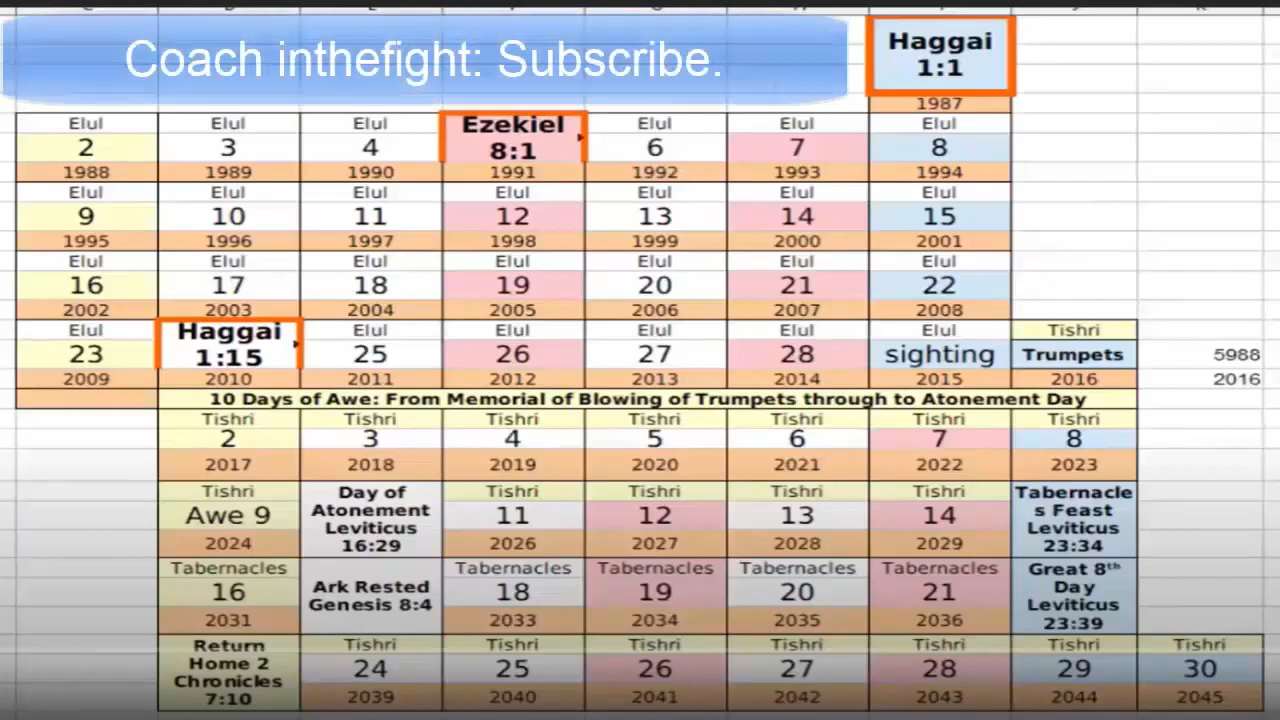 Coach inthefight: Subscribe.
Haggai
1:1
1987
Elul Elul Elul Ezekiel Elul Elul Elul
2 3 4 8:1 6 7 8
1988 1989 1990 1991 1992 1993 1994
Elul Elul Elul Elul Elul Elul Elul
9 10 11 12 13 14 15
1995 1996 1997 1998 1999 2000 2001
Elul Elul Elul Elul Elul Elul Elul
16 17 18 19 20 21 22
2002 2003 2004 2005 2006 2007 2008
Elul Haggai Elul Elul Elul Elul Elul Tishri
23 1:15 25 26 27 28 sighting Trumpets 5988
2009 2010 2011 2012 2013 2014 2015 2016 2016
10 Days of Awe: From Memorial of Blowing of Trumpets through to Atonement Day
Tishri Tishri Tishri Tishri Tishri Tishri Tishri
2 3 4 5 6 7 8
2017 2018 2019 2020 2021 2022 2023
Tishri
Awe 9
2024
Day of
Atonement
Leviticus
16:29
Tishri Tishri Tishri Tishri
11 12 13 14
2026 2027 2028 2029
Tabernacle
s Feast
Leviticus
23:34
Tabernacles
16
2031
Ark Rested
Genesis 8:4
Tabernacles Tabernacles Tabernacles Tabernacles
18 19 20 21
2033 2034 2035 2036
Great 8th
Day
Leviticus
23:39
Return
Home 2
Chronicles
7:10
Tishri Tishri Tishri Tishri Tishri Tishri Tishri
24 25 26 27 28 29 30
2039 2040 2041 2042 2043 2044 2045